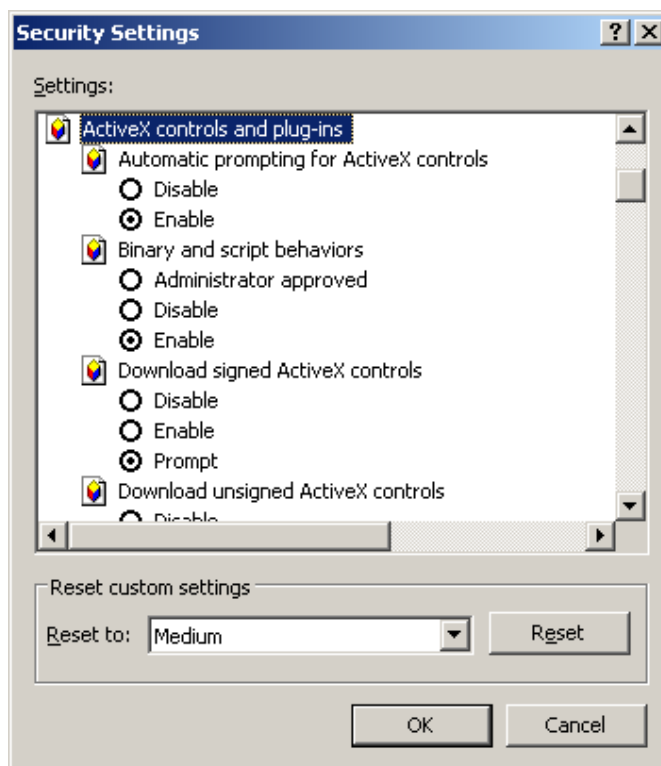 Security Settings
Settings:
ActiveX controls and plug-ins
Automatic prompting for ActiveX controls
Disable
Enable
Binary and script behaviors
Administrator approved
Disable
Enable
Download signed ActiveX controls
Disable
Enable
Prompt
Download unsigned ActiveX controls
Disable
Reset custom settings
Reset to: Medium Reset
OK Cancel